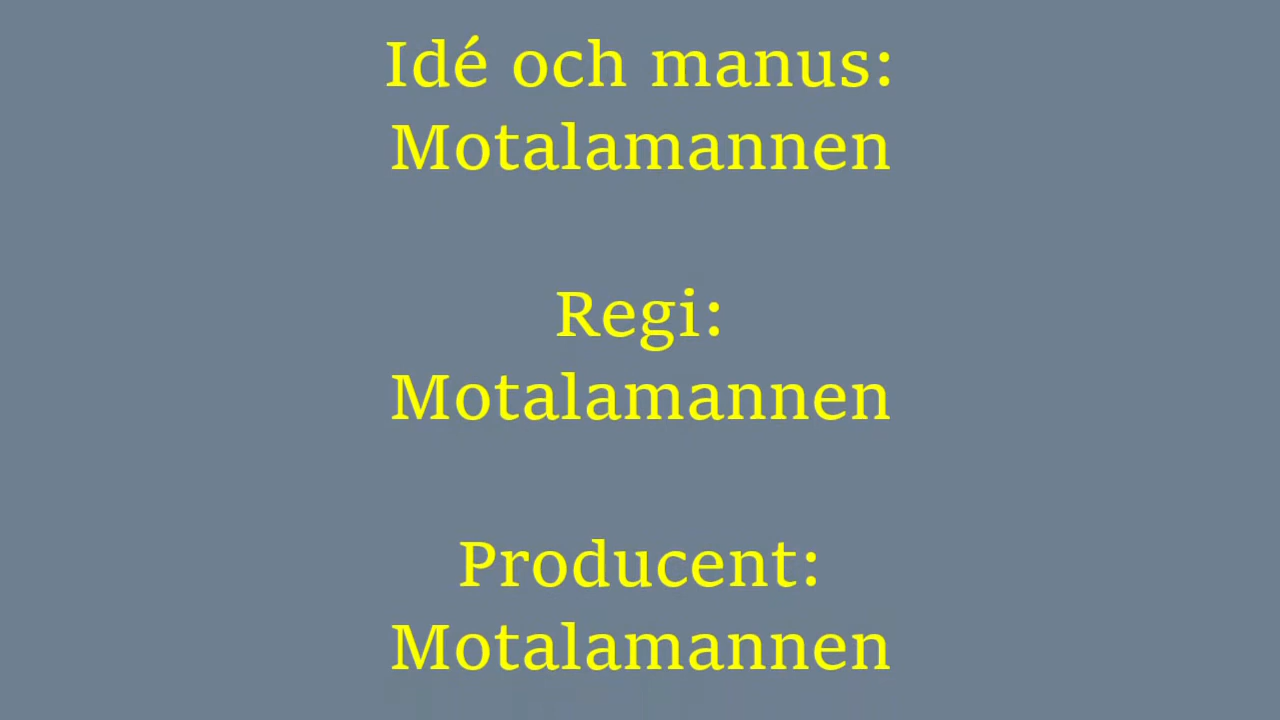 Idé och manus:
Motalamannen
Regi:
Motalamannen
Producent:
Motalamannen